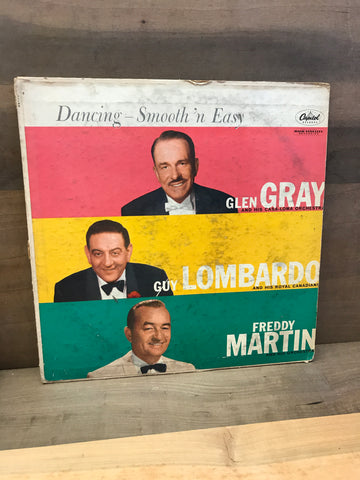 Dancing – Smooth 'n Easy
Capitol
RECORDS
GLEN GRAY
AND HIS CASA LOMA ORCHESTRA
GUY LOMBARDO
AND HIS ROYAL CANADIANS
FREDDY
MARTIN